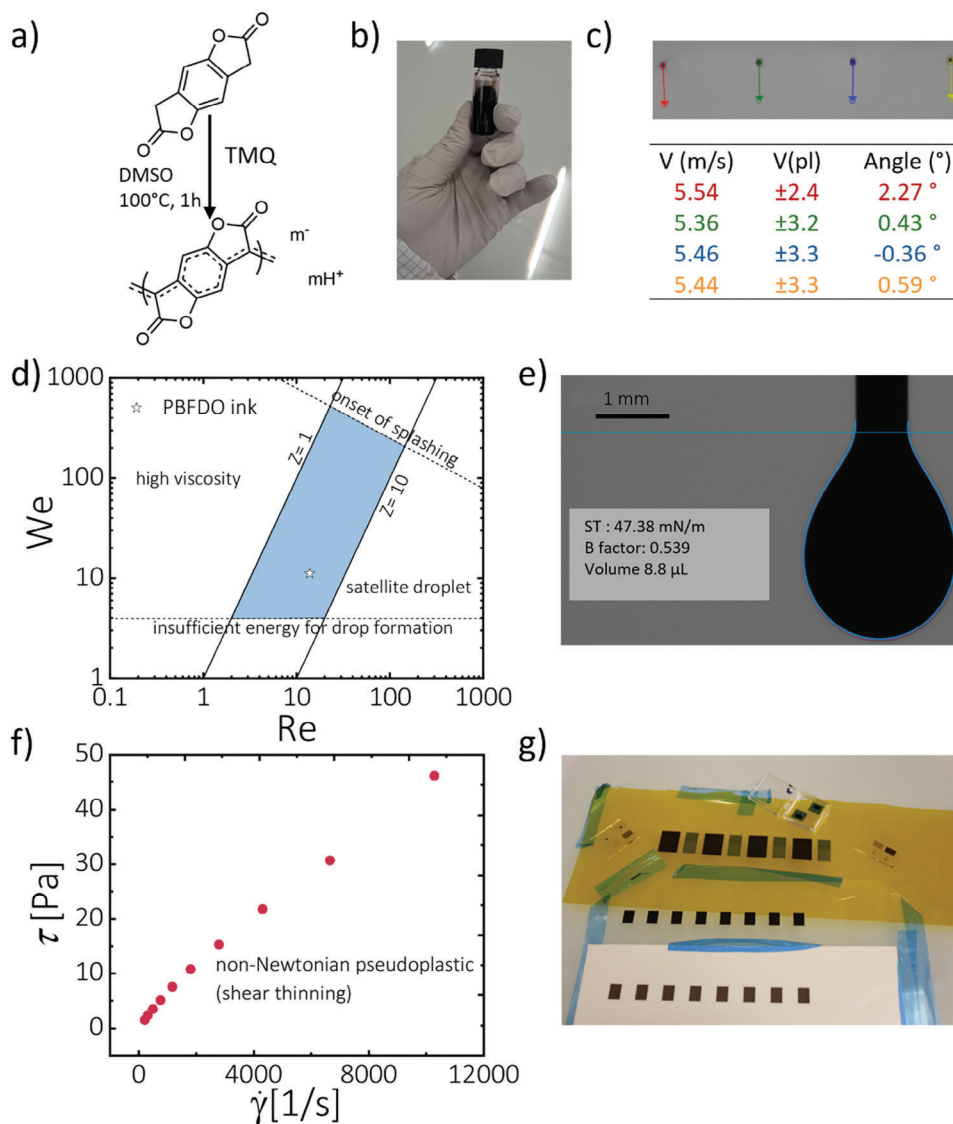 a)
O
O
O
O
TMQ
DMSO
100°C, 1h
O
O
m⁻
mH⁺
O
O
b)
c)
V (m/s) V(pl) Angle (°)
5.54 ±2.4 2.27 °
5.36 ±3.2 0.43 °
5.46 ±3.3 -0.36 °
5.44 ±3.3 0.59 °
d)
1000
100
10
1
We
☆ PBFDO ink
onset of splashing
Z= 1
Z= 10
high viscosity
satellite droplet
insufficient energy for drop formation
0.1 1 10 100 1000
Re
e)
1 mm
ST : 47.38 mN/m
B factor: 0.539
Volume 8.8 µL
f)
50
40
30
20
10
0
τ [Pa]
non-Newtonian pseudoplastic
(shear thinning)
0 4000 8000 12000
γ̇[1/s]
g)